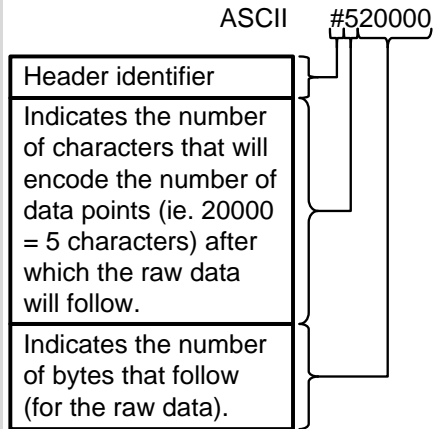 ASCII #520000
Header identifier
Indicates the number
of characters that will
encode the number of
data points (ie. 20000
= 5 characters) after
which the raw data
will follow.
Indicates the number
of bytes that follow
(for the raw data).